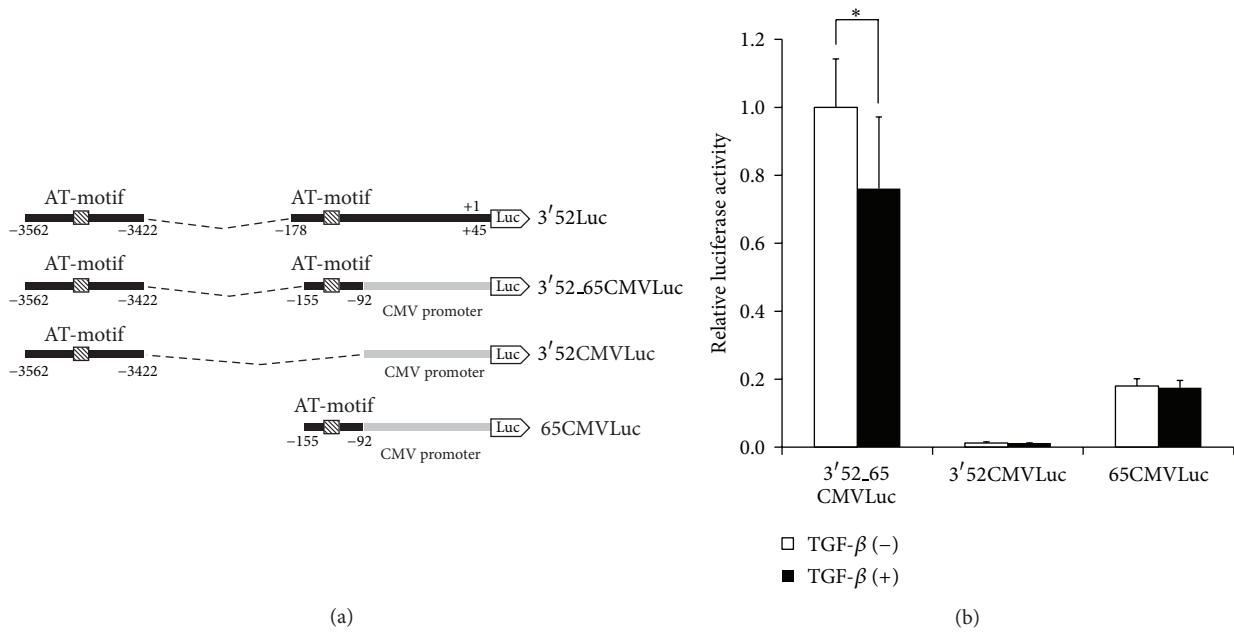 AT-motif AT-motif
+1
Luc 3′52Luc
−3562 −3422 −178 +45
AT-motif AT-motif
Luc 3′52_65CMVLuc
−3562 −3422 −155 −92
CMV promoter
AT-motif
Luc 3′52CMVLuc
−3562 −3422
CMV promoter
AT-motif
Luc 65CMVLuc
−155 −92
CMV promoter
(a)
*
Relative luciferase activity
1.2
1.0
0.8
0.6
0.4
0.2
0.0
3′52_65 3′52CMVLuc 65CMVLuc
CMVLuc
TGF-β (−)
TGF-β (+)
(b)